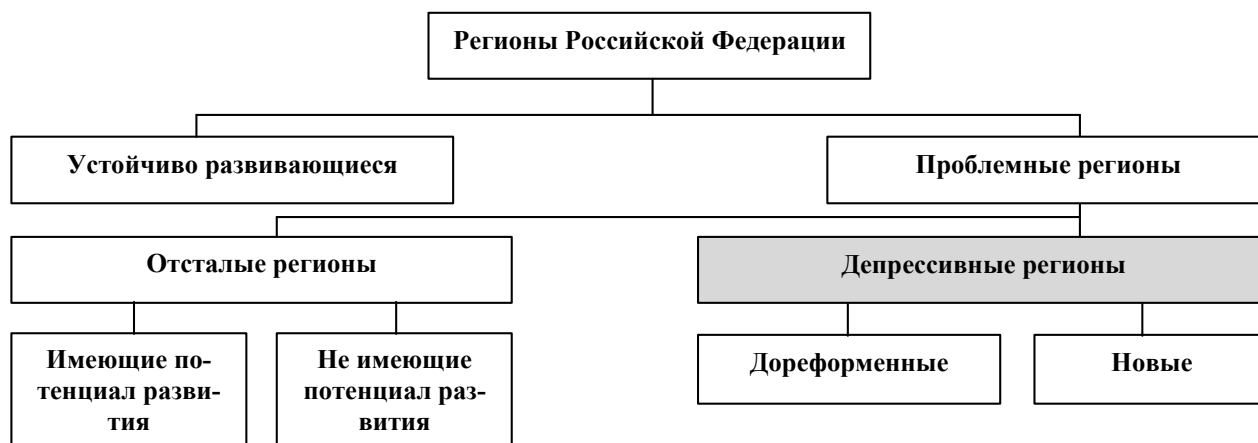 Регионы Российской Федерации
Устойчиво развивающиеся
Проблемные регионы
Отсталые регионы
Депрессивные регионы
Имеющие по-
тенциал разви-
тия
Не имеющие
потенциал раз-
вития
Дореформенные
Новые